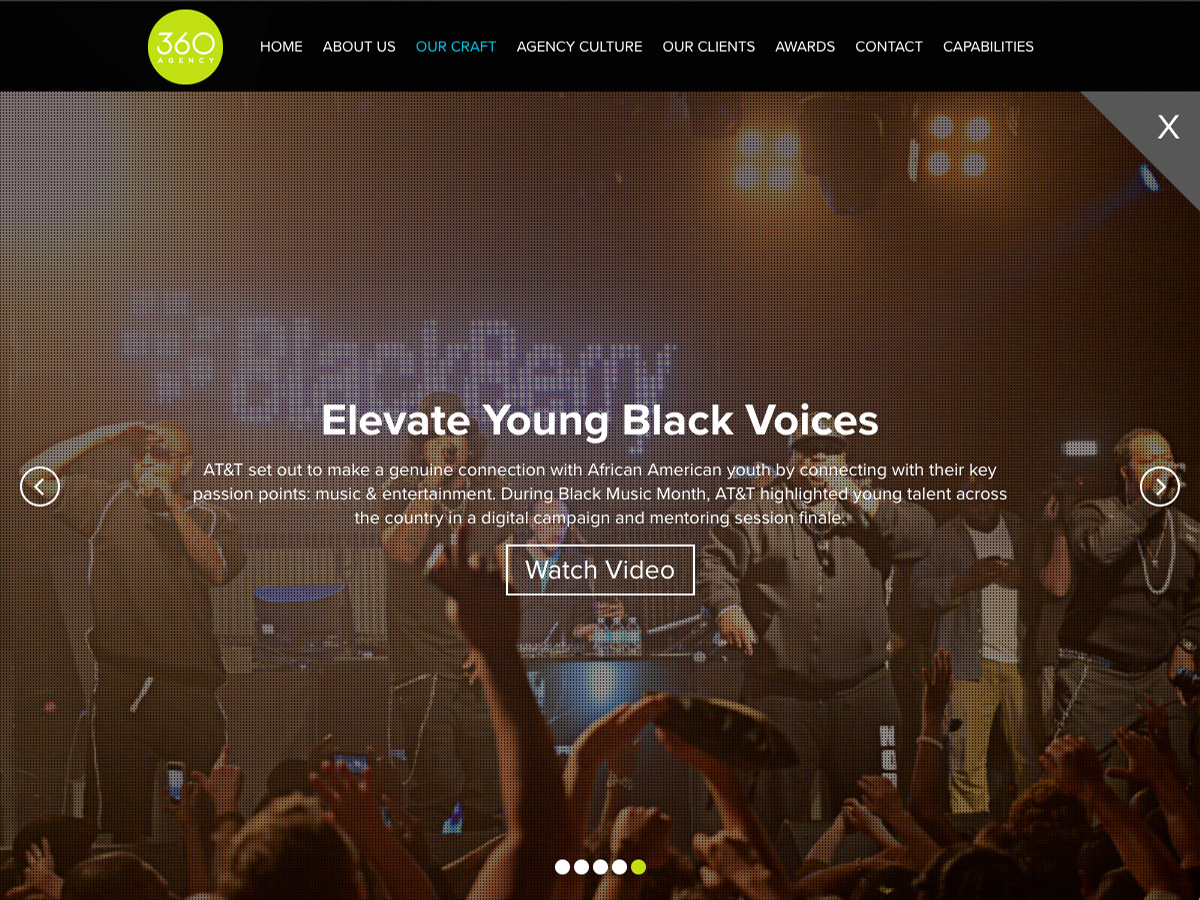 360
AGENCY
HOME ABOUT US OUR CRAFT AGENCY CULTURE OUR CLIENTS AWARDS CONTACT CAPABILITIES
X
BlackBerry
Elevate Young Black Voices
AT&T set out to make a genuine connection with African American youth by connecting with their key
passion points: music & entertainment. During Black Music Month, AT&T highlighted young talent across
the country in a digital campaign and mentoring session finale.
Watch Video